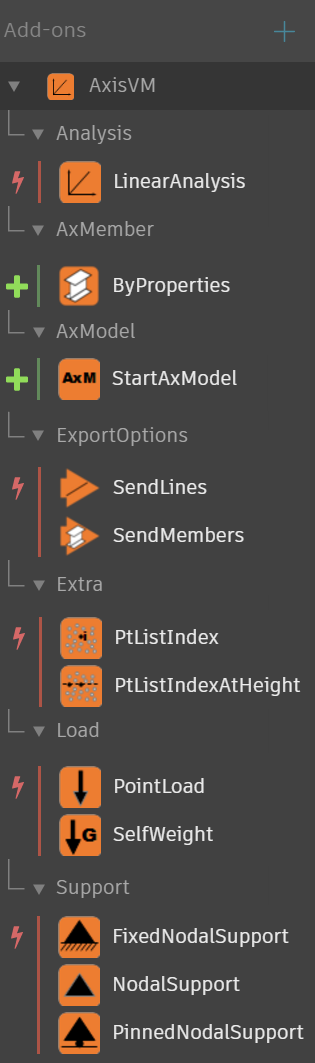 Add-ons
AxisVM
Analysis
LinearAnalysis
AxMember
ByProperties
AxModel
AxM StartAxModel
ExportOptions
SendLines
SendMembers
Extra
i PtListIndex
PtListIndexAtHeight
Load
PointLoad
G SelfWeight
Support
FixedNodalSupport
NodalSupport
PinnedNodalSupport